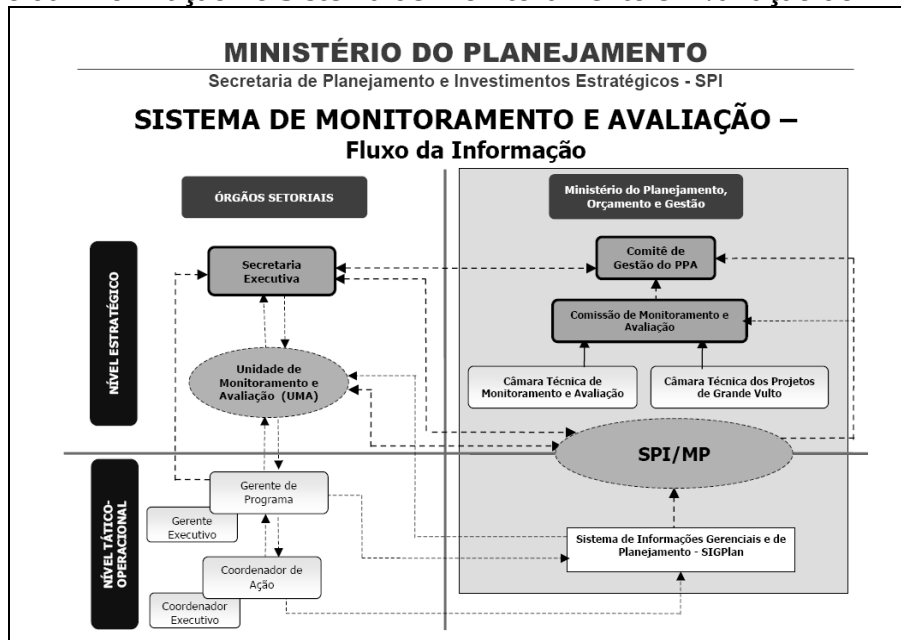 MINISTÉRIO DO PLANEJAMENTO
Secretaria de Planejamento e Investimentos Estratégicos - SPI
SISTEMA DE MONITORAMENTO E AVALIAÇÃO –
Fluxo da Informação
ÓRGÃOS SETORIAIS
Ministério do Planejamento,
Orçamento e Gestão
NÍVEL ESTRATÉGICO
Secretaria
Executiva
Comitê de
Gestão do PPA
Comissão de Monitoramento e
Avaliação
Unidade de
Monitoramento e
Avaliação (UMA)
Câmara Técnica de
Monitoramento e Avaliação
Câmara Técnica dos Projetos
de Grande Vulto
SPI/MP
NÍVEL TÁTICO-
OPERACIONAL
Gerente de
Programa
Gerente
Executivo
Sistema de Informações Gerenciais e de
Planejamento - SIGPlan
Coordenador de
Ação
Coordenador
Executivo